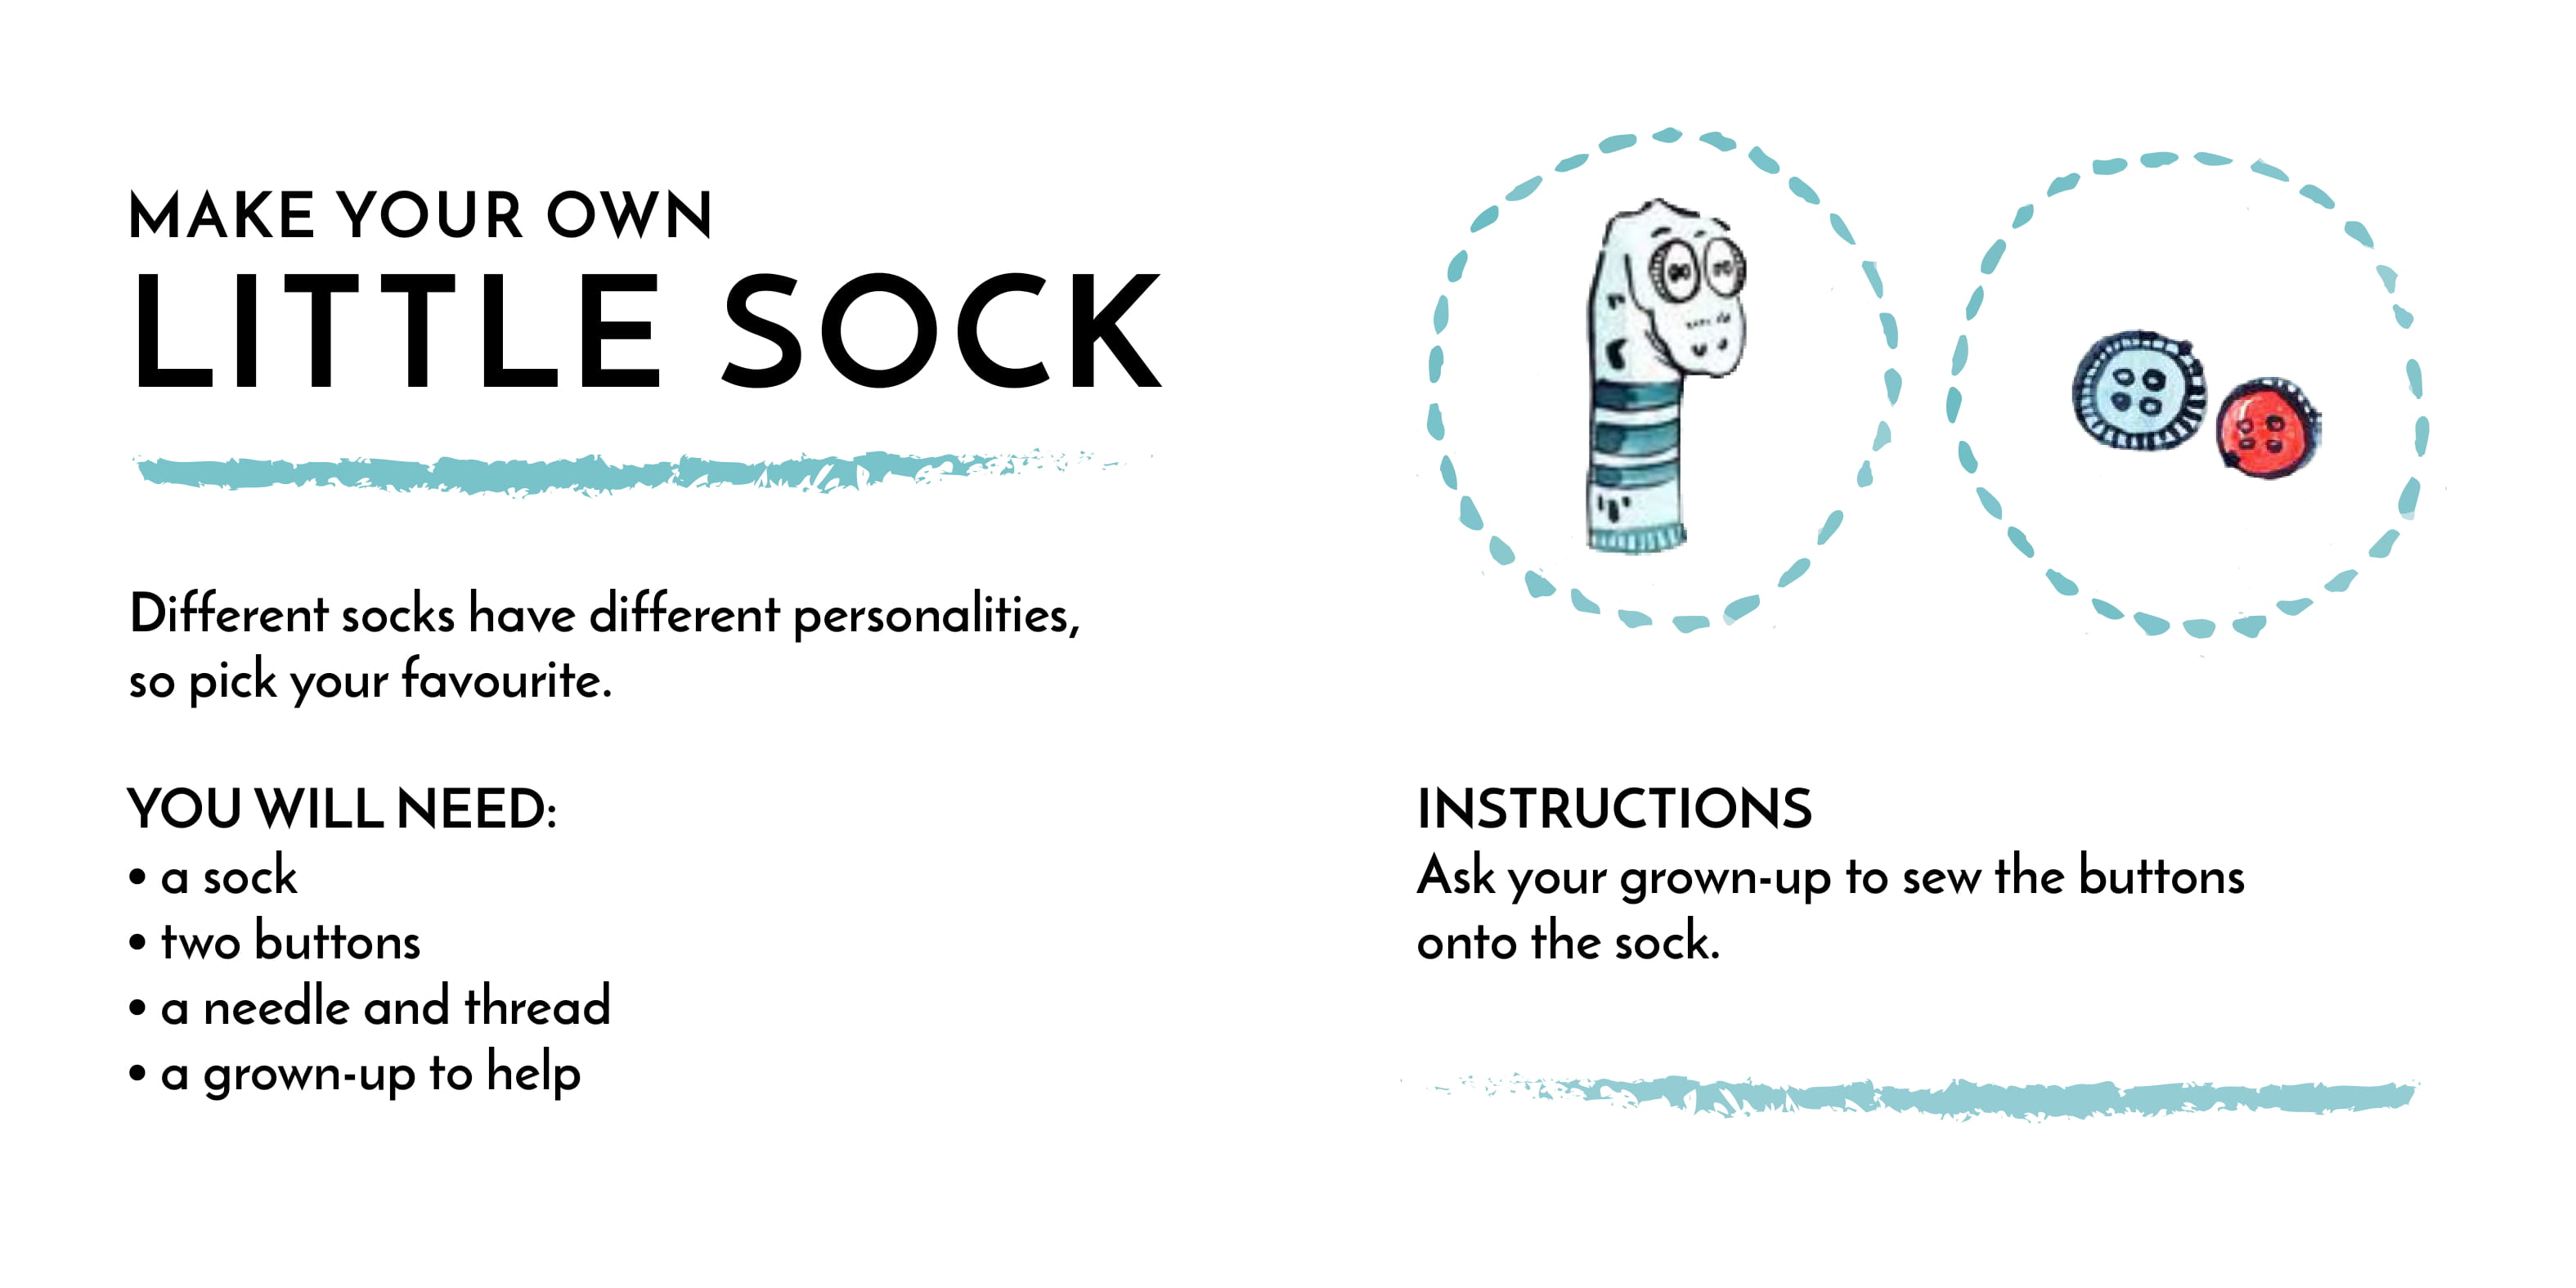 MAKE YOUR OWN
LITTLE SOCK
Different socks have different personalities,
so pick your favourite.
YOU WILL NEED:
• a sock
• two buttons
• a needle and thread
• a grown-up to help
INSTRUCTIONS
Ask your grown-up to sew the buttons
onto the sock.